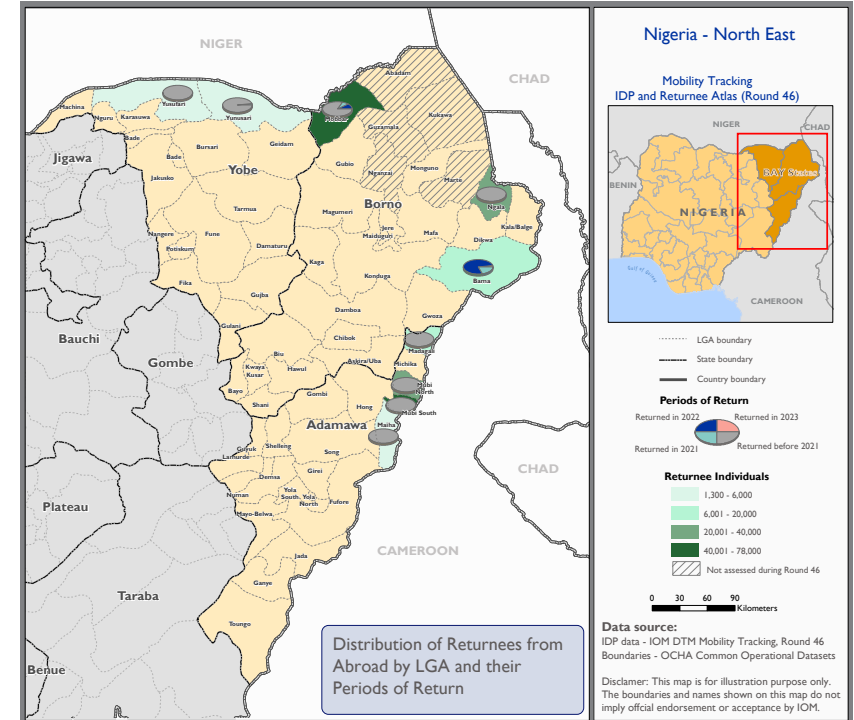 NIGER
CHAD
Abadam
Machina
Yusufari
Yunusari
Mobbar
Kukawa
Nguru
Karasuwa
Guzamala
Bade
Bursari
Geidam
Jigawa
Bade
Yobe
Gubio
Monguno
Nganzai
Marte
Jakusko
Borno
Ngala
Tarmua
Magumeri
Jere
Maiduguri
Mafa
Kala/Balge
Nangere
Fune
Dikwa
Potiskum
Damaturu
Kaga
Konduga
Bama
Fika
Gujba
Damboa
Gwoza
Gulani
Bauchi
Chibok
Madagali
Gombe
Biu
Askira/Uba
Michika
Kwaya
Kusar
Hawul
Bayo
Mobi
North
Shani
Gombi
Hong
Mubi South
Adamawa
Maiha
Guyuk
Shelleng
Song
Lamurde
CHAD
Demsa
Girei
Numan
Yola
South
Yola
North
Fufore
Plateau
Mayo-Belwa
CAMEROON
Jada
Ganye
Taraba
Toungo
Benue
Distribution of Returnees from
Abroad by LGA and their
Periods of Return
Nigeria - North East
Mobility Tracking
IDP and Returnee Atlas (Round 46)
NIGER
CHAD
BAY States
BENIN
NIGERIA
Gulf of Benin
CAMEROON
LGA boundary
State boundary
Country boundary
Periods of Return
Returned in 2022
Returned in 2023
Returned in 2021
Returned before 2021
Returnee Individuals
1,300 - 6,000
6,001 - 20,000
20,001 - 40,000
40,001 - 78,000
Not assessed during Round 46
0 30 60 90
Kilometers
Data source:
IDP data - IOM DTM Mobility Tracking, Round 46
Boundaries - OCHA Common Operational Datasets
Disclamer: This map is for illustration purpose only.
The boundaries and names shown on this map do not
imply offcial endorsement or acceptance by IOM.